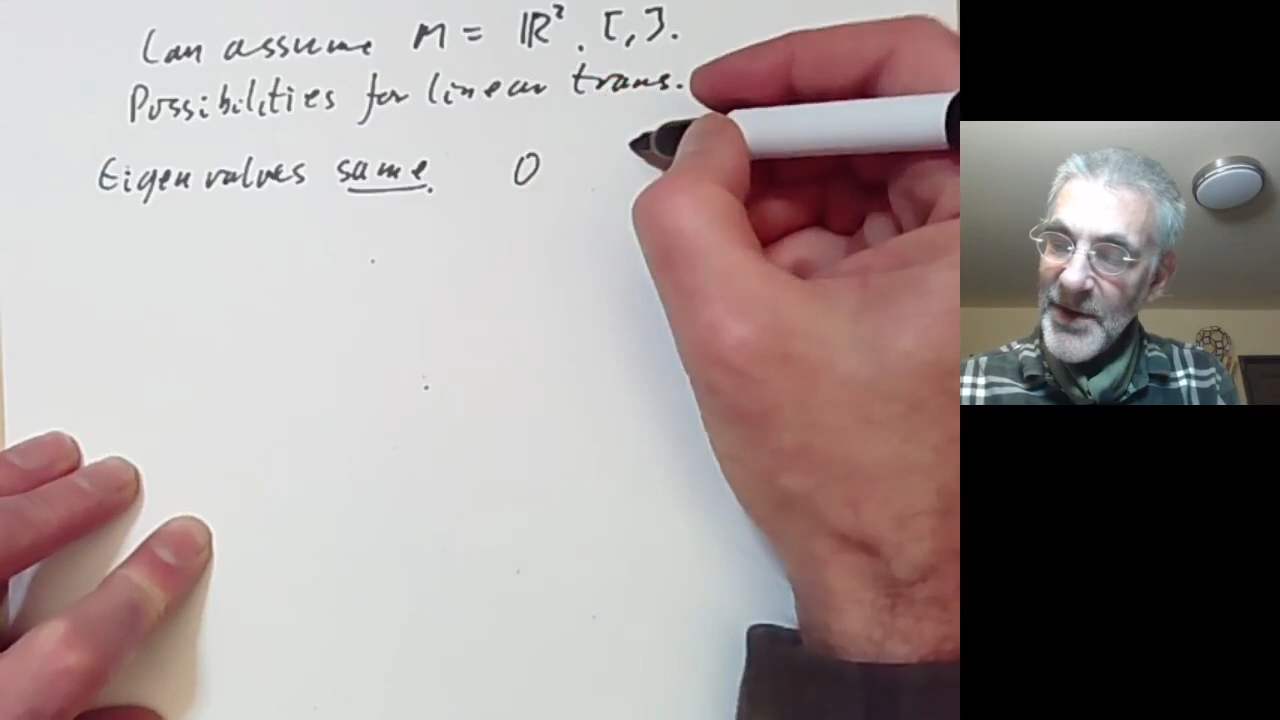 Can assume M = ℝ². [,].
Possibilities for linear trans.
Eigenvalues same. 0